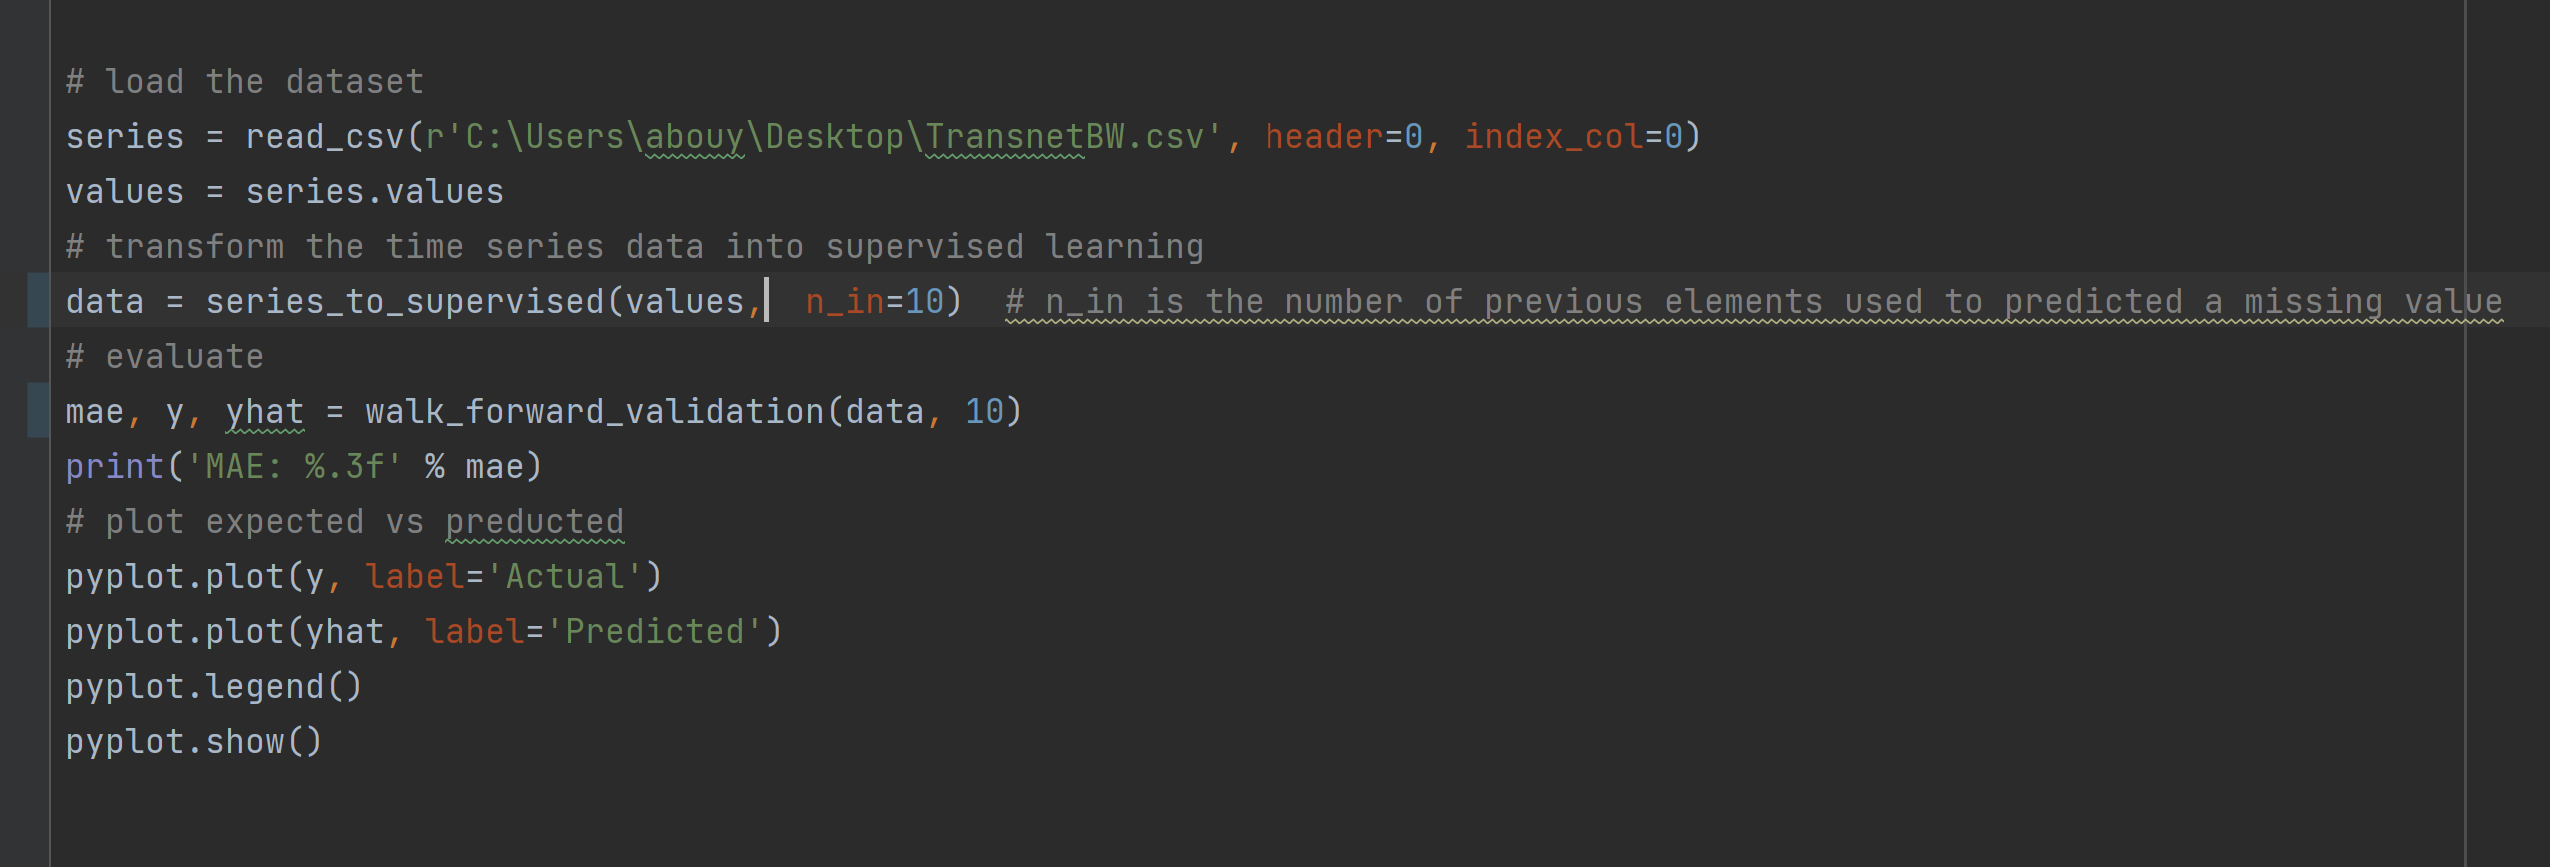 # load the dataset
series = read_csv(r'C:\Users\abouy\Desktop\TransnetBW.csv', header=0, index_col=0)
values = series.values
# transform the time series data into supervised learning
data = series_to_supervised(values,  n_in=10)  # n_in is the number of previous elements used to predicted a missing value
# evaluate
mae, y, yhat = walk_forward_validation(data, 10)
print('MAE: %.3f' % mae)
# plot expected vs preducted
pyplot.plot(y, label='Actual')
pyplot.plot(yhat, label='Predicted')
pyplot.legend()
pyplot.show()